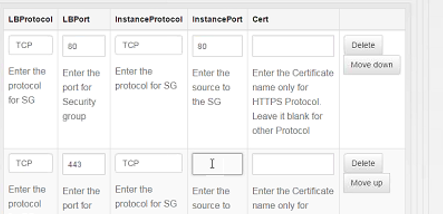 LBProtocol LBPort InstanceProtocol InstancePort Cert
TCP 80 TCP 80 Delete
Move down
Enter the protocol for SG
Enter the port for Security group
Enter the protocol for SG
Enter the source to the SG
Enter the Certificate name only for HTTPS Protocol. Leave it blank for other Protocol
TCP 443 TCP Delete
Move up
Enter the protocol
Enter the port for
Enter the protocol for SG
Enter the source to
Enter the Certificate name only for